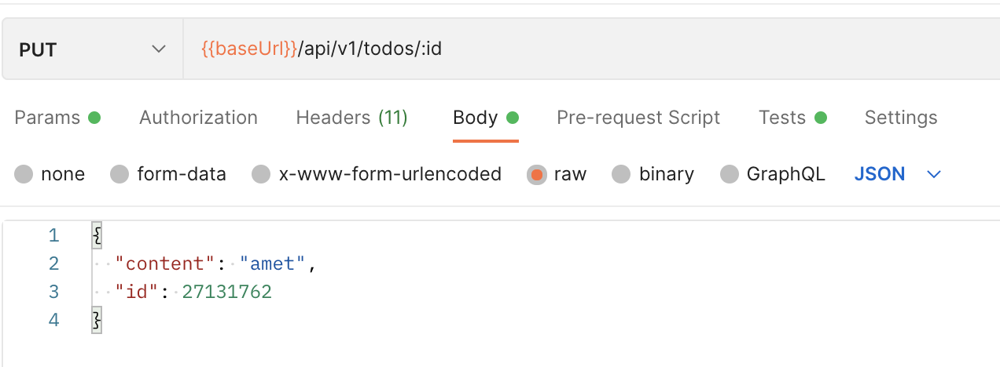 PUT {{baseUrl}}/api/v1/todos/:id
Params Authorization Headers (11) Body Pre-request Script Tests Settings
none form-data x-www-form-urlencoded raw binary GraphQL JSON
1 {
2 "content": "amet",
3 "id": 27131762
4 }